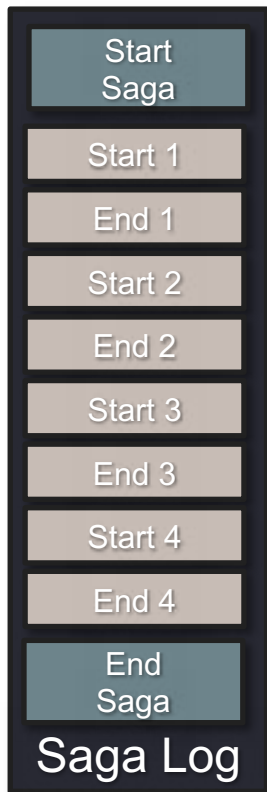 Start
Saga
Start 1
End 1
Start 2
End 2
Start 3
End 3
Start 4
End 4
End
Saga
Saga Log